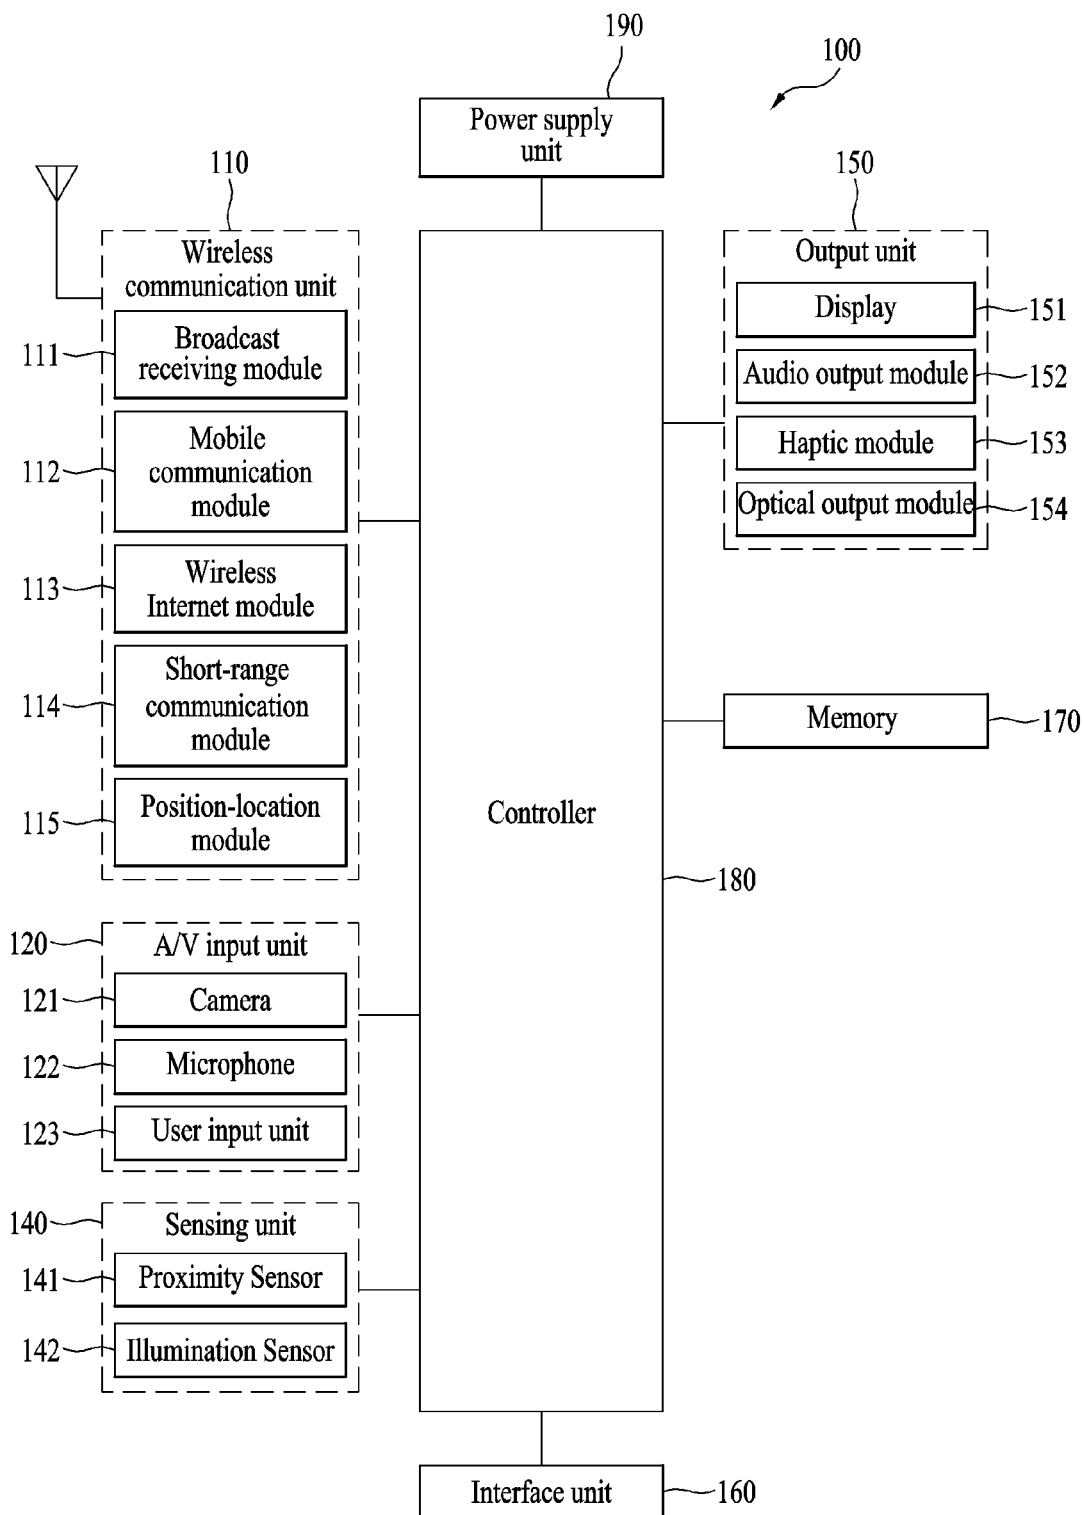 190
100
Power supply
unit
110
Wireless
communication unit
111
Broadcast
receiving module
112
Mobile
communication
module
113
Wireless
Internet module
114
Short-range
communication
module
115
Position-location
module
120
A/V input unit
121
Camera
122
Microphone
123
User input unit
140
Sensing unit
141
Proximity Sensor
142
Illumination Sensor
Controller
180
150
Output unit
Display
151
Audio output module
152
Haptic module
153
Optical output module
154
Memory
170
Interface unit
160